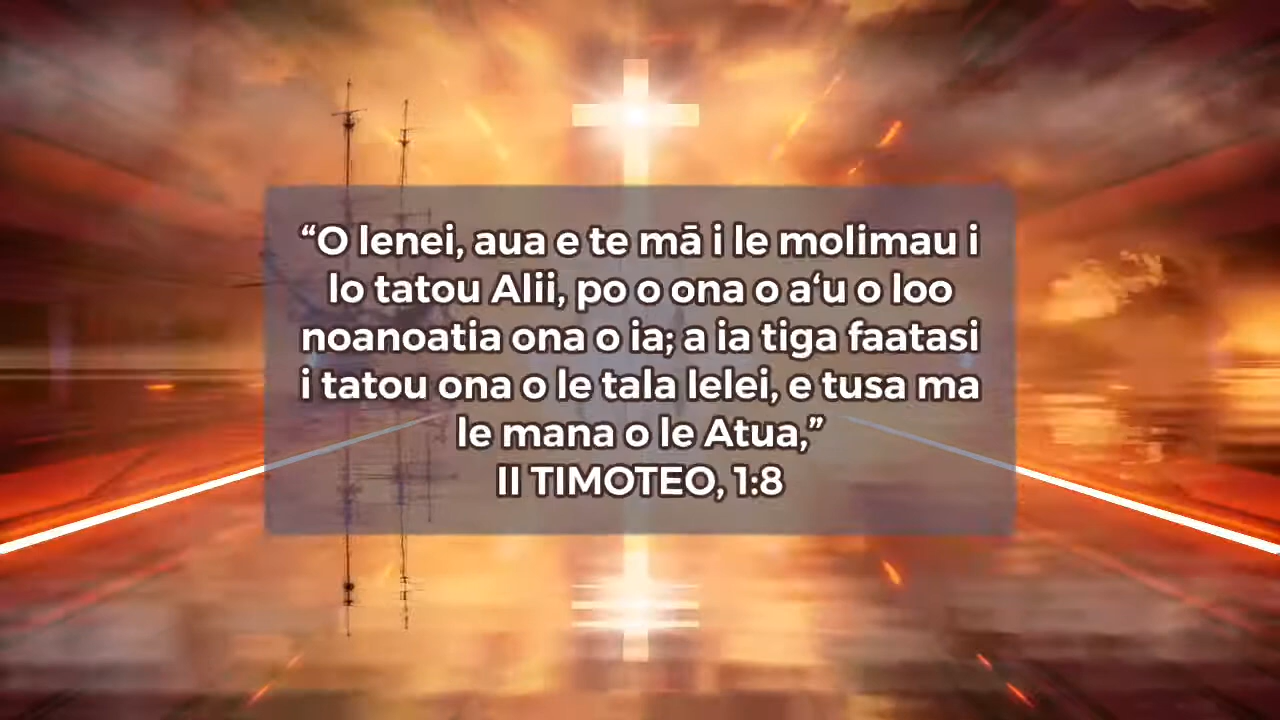 “O lenei, aua e te mā i le molimau i
lo tatou Alii, po o ona o a‘u o loo
noanoatia ona o ia; a ia tiga faatasi
i tatou ona o le tala lelei, e tusa ma
le mana o le Atua,”
II TIMOTEO, 1:8